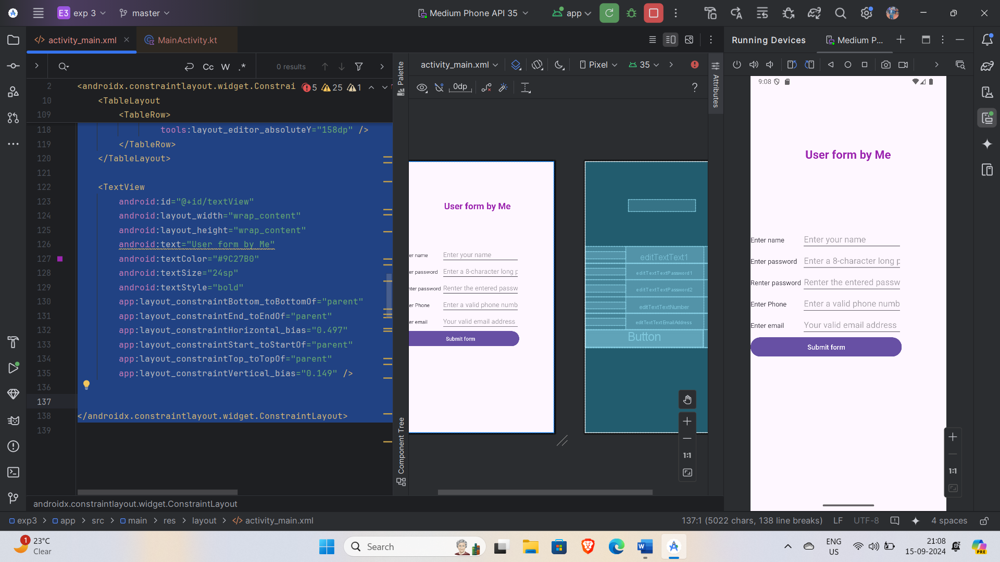 E3 exp 3 master Medium Phone API 35 app
activity_main.xml MainActivity.kt Running Devices Medium P...
Cc W .* 0 results
activity_main.xml Pixel 35
Palette
Attributes
0dp ?
2 <androidx.constraintlayout.widget.Constrai 5 25 1
10 <TableLayout
109 <TableRow>
118 tools:layout_editor_absoluteY="158dp" />
119 </TableRow>
120 </TableLayout>
121
122 <TextView
123 android:id="@+id/textView"
124 android:layout_width="wrap_content"
125 android:layout_height="wrap_content"
126 android:text="User form by Me"
127 android:textColor="#9C27B0"
128 android:textSize="24sp"
129 android:textStyle="bold"
130 app:layout_constraintBottom_toBottomOf="parent"
131 app:layout_constraintEnd_toEndOf="parent"
132 app:layout_constraintHorizontal_bias="0.497"
133 app:layout_constraintStart_toStartOf="parent"
134 app:layout_constraintTop_toTopOf="parent"
135 app:layout_constraintVertical_bias="0.149" />
136
137
138 </androidx.constraintlayout.widget.ConstraintLayout>
139
Component Tree
User form by Me
er name Enter your name
er password Enter a 8-character long p
nter password Renter the entered passw
er Phone Enter a valid phone numb
er email Your valid email address
Submit form
editTextText1
editTextTextPassword1
editTextTextPassword2
editTextTextNumber
editTextTextEmailAddress
Button
1:1
9:08
User form by Me
Enter name Enter your name
Enter password Enter a 8-character long p
Renter password Renter the entered passw
Enter Phone Enter a valid phone numb
Enter email Your valid email address
Submit form
1:1
androidx.constraintlayout.widget.ConstraintLayout
exp3 > app > src > main > res > layout > activity_main.xml 137:1 (5022 chars, 138 line breaks) LF UTF-8 4 spaces
1 23°C
Clear
Search
W
ENG
US
21:08
15-09-2024
PRE